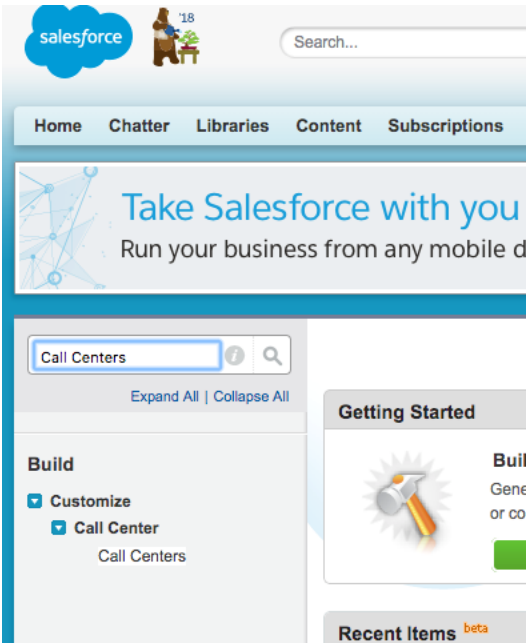 salesforce
'18
Search...
Home Chatter Libraries Content Subscriptions
Take Salesforce with you
Run your business from any mobile d
Call Centers
Expand All | Collapse All
Getting Started
Build
Buil
Gene
or co
Customize
Call Center
Call Centers
Recent Items beta